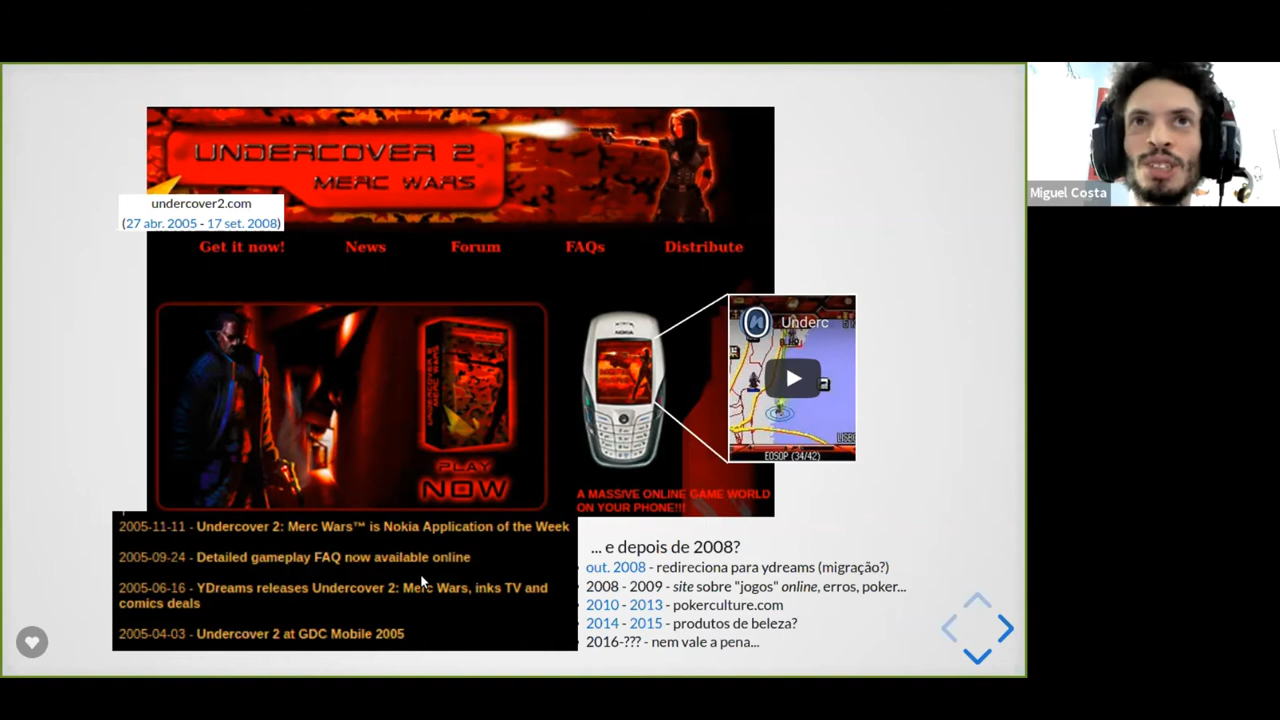 UNDERCOVER 2
MERC WARS
undercover2.com
(27 abr. 2005 - 17 set. 2008)
Get it now! News Forum FAQs Distribute
Miguel Costa
UNDERCOVER 2
MERC WARS
PLAY
NOW
NOKIA
Underc
EOSOP (34/42)
A MASSIVE ONLINE GAME WORLD
ON YOUR PHONE!!!
2005-11-11 - Undercover 2: Merc Wars™ is Nokia Application of the Week
2005-09-24 - Detailed gameplay FAQ now available online
2005-06-16 - YDreams releases Undercover 2: Merc Wars, inks TV and
comics deals
2005-04-03 - Undercover 2 at GDC Mobile 2005
... e depois de 2008?
out. 2008 - redireciona para ydreams (migração?)
2008 - 2009 - site sobre "jogos" online, erros, poker...
2010 - 2013 - pokerculture.com
2014 - 2015 - produtos de beleza?
2016-??? - nem vale a pena...